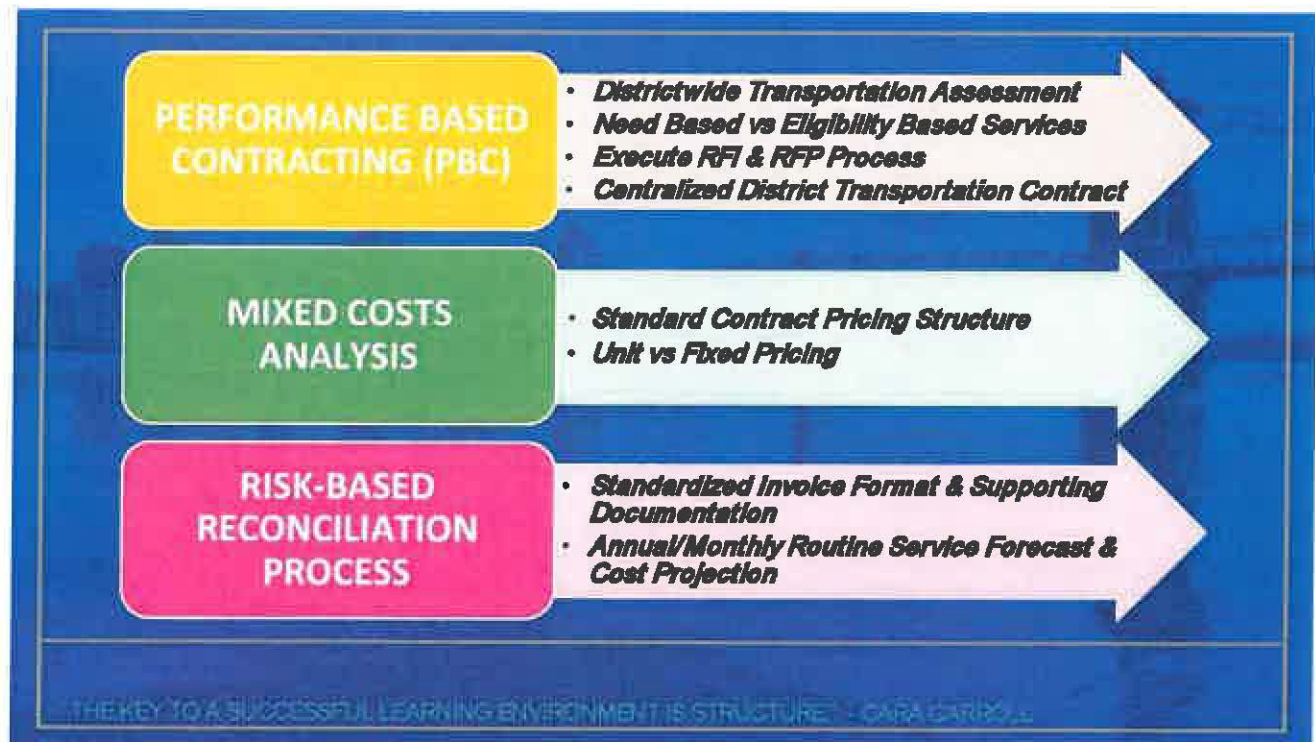 PERFORMANCE BASED
CONTRACTING (PBC)
• Districtwide Transportation Assessment
• Need Based vs Eligibility Based Services
• Execute RFI & RFP Process
• Centralized District Transportation Contract
MIXED COSTS
ANALYSIS
• Standard Contract Pricing Structure
• Unit vs Fixed Pricing
RISK-BASED
RECONCILIATION
PROCESS
• Standardized Invoice Format & Supporting
Documentation
• Annual/Monthly Routine Service Forecast &
Cost Projection
THE KEY TO A SUCCESSFUL LEARNING ENVIRONMENT IS STRUCTURE. - CARA CARROLL